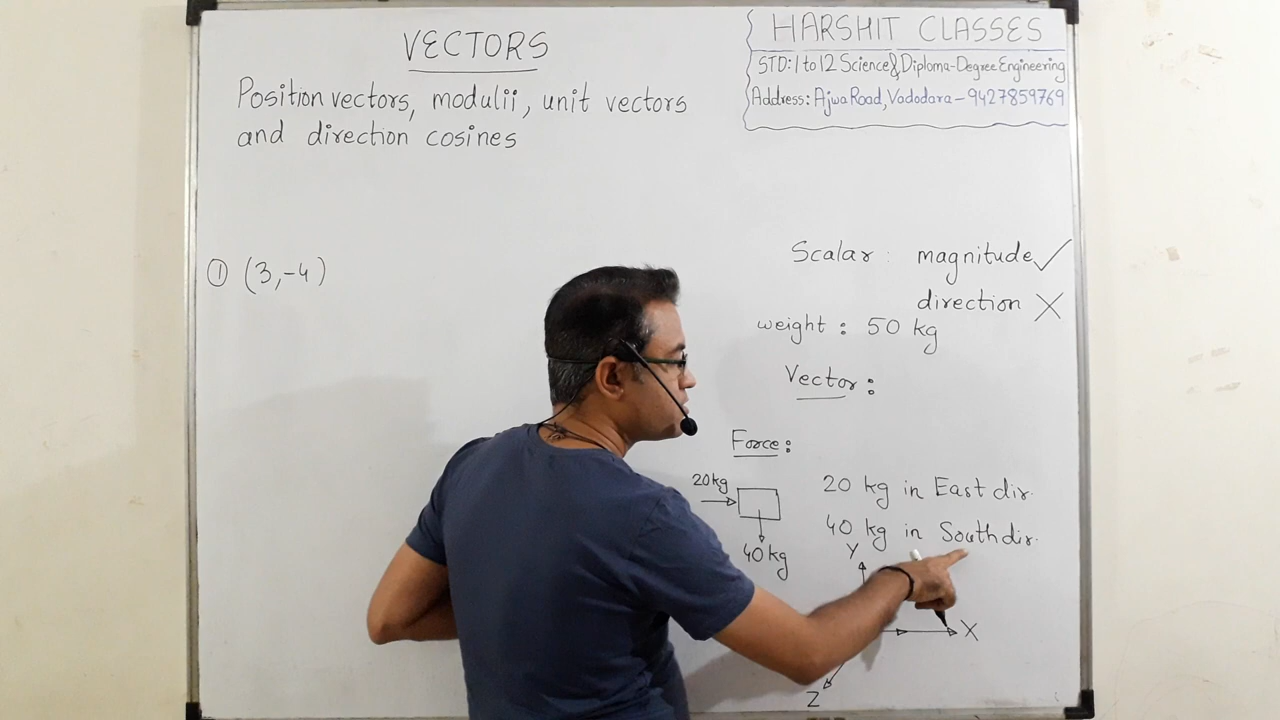 VECTORS
Position vectors, modulii, unit vectors
and direction cosines
HARSHIT CLASSES
STD: 1 to 12 Science & Diploma-Degree Engineering
Address: Ajwa Road, Vadodara - 9427859769
① (3,-4)
Scalar : magnitude ✓
direction X
weight : 50 kg
Vector :
Force :
20kg
40 kg
20 kg in East dir.
40 kg in South dir.
Y
X
Z